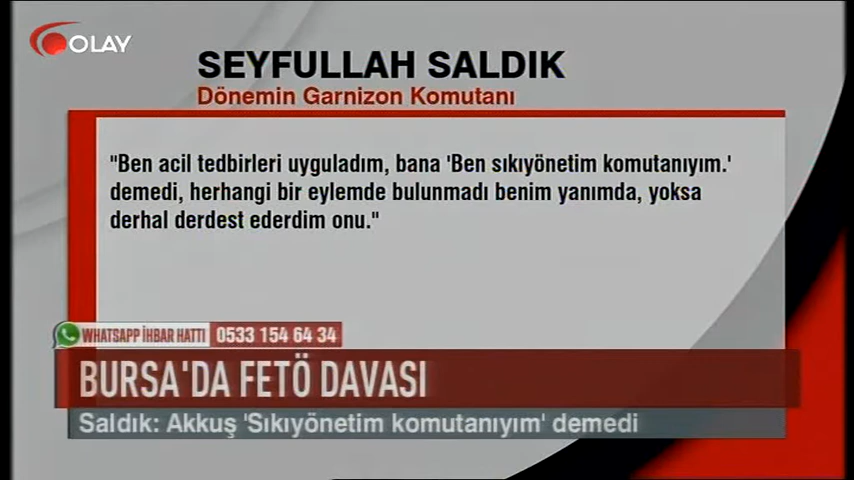 OLAY
SEYFULLAH SALDIK
Dönemin Garnizon Komutanı
"Ben acil tedbirleri uyguladım, bana 'Ben sıkıyönetim komutanıyım.'
demedi, herhangi bir eylemde bulunmadı benim yanımda, yoksa
derhal derdest ederdim onu."
WHATSAPP İHBAR HATTI 0533 154 64 34
BURSA'DA FETÖ DAVASI
Saldık: Akkuş 'Sıkıyönetim komutanıyım' demedi